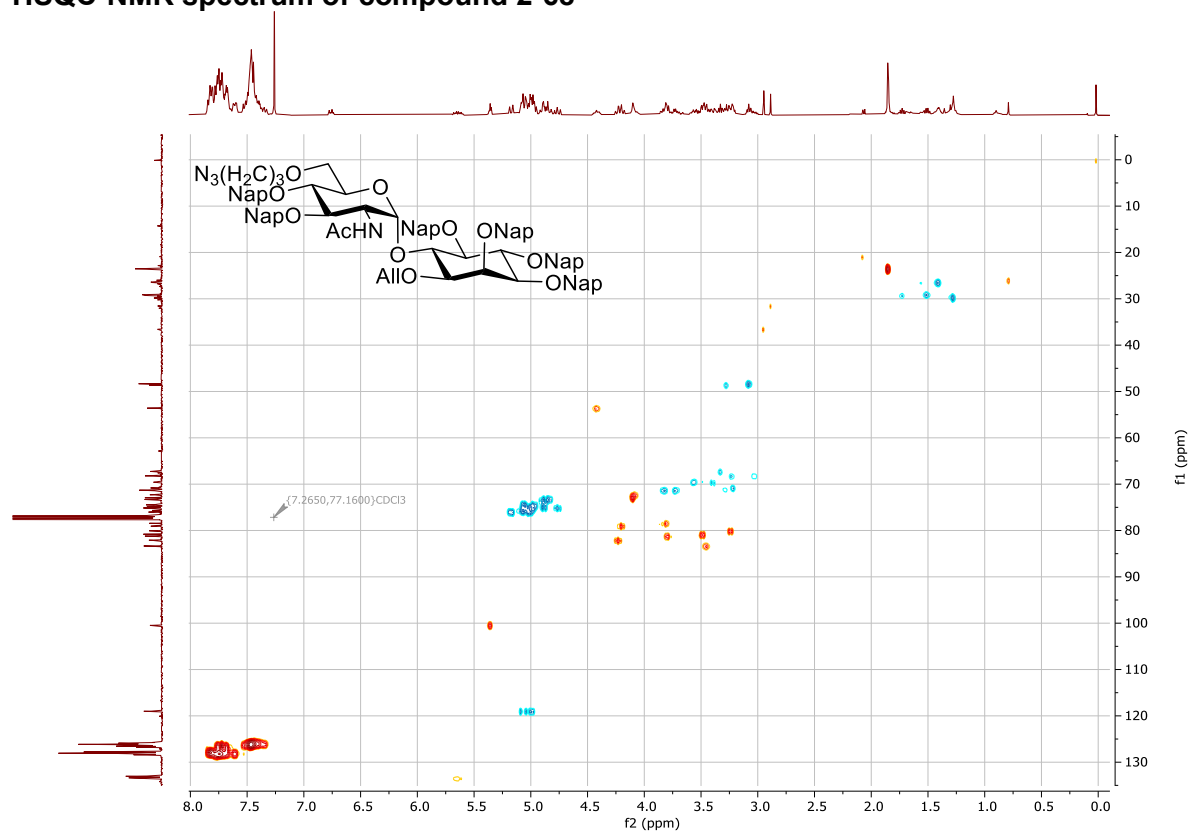 HSQC NMR spectrum of compound
N3(H2C)3O
NapO
NapO
AcHN
O
NapO
ONap
O
AllO
ONap
ONap
{7.2650,77.1600}CDCl3
0
10
20
30
40
50
60
70
80
90
100
110
120
130
f1 (ppm)
8.0 7.5 7.0 6.5 6.0 5.5 5.0 4.5 4.0 3.5 3.0 2.5 2.0 1.5 1.0 0.5 0.0
f2 (ppm)